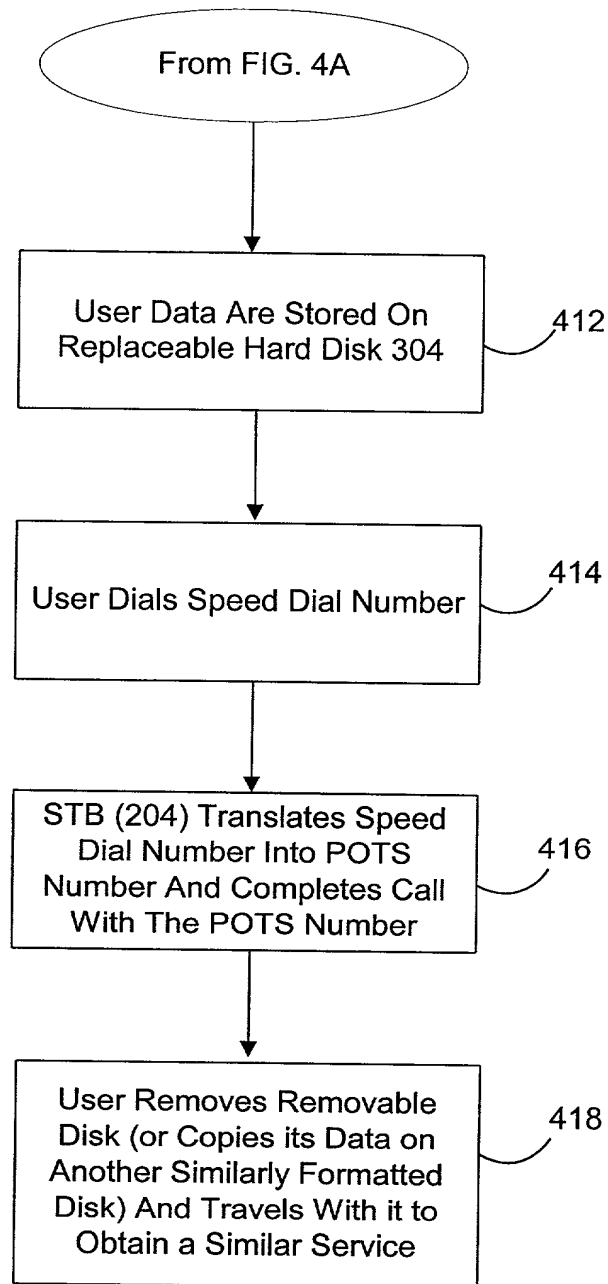 From FIG. 4A
User Data Are Stored On
Replaceable Hard Disk 304
412
User Dials Speed Dial Number
414
STB (204) Translates Speed
Dial Number Into POTS
Number And Completes Call
With The POTS Number
416
User Removes Removable
Disk (or Copies its Data on
Another Similarly Formatted
Disk) And Travels With it to
Obtain a Similar Service
418